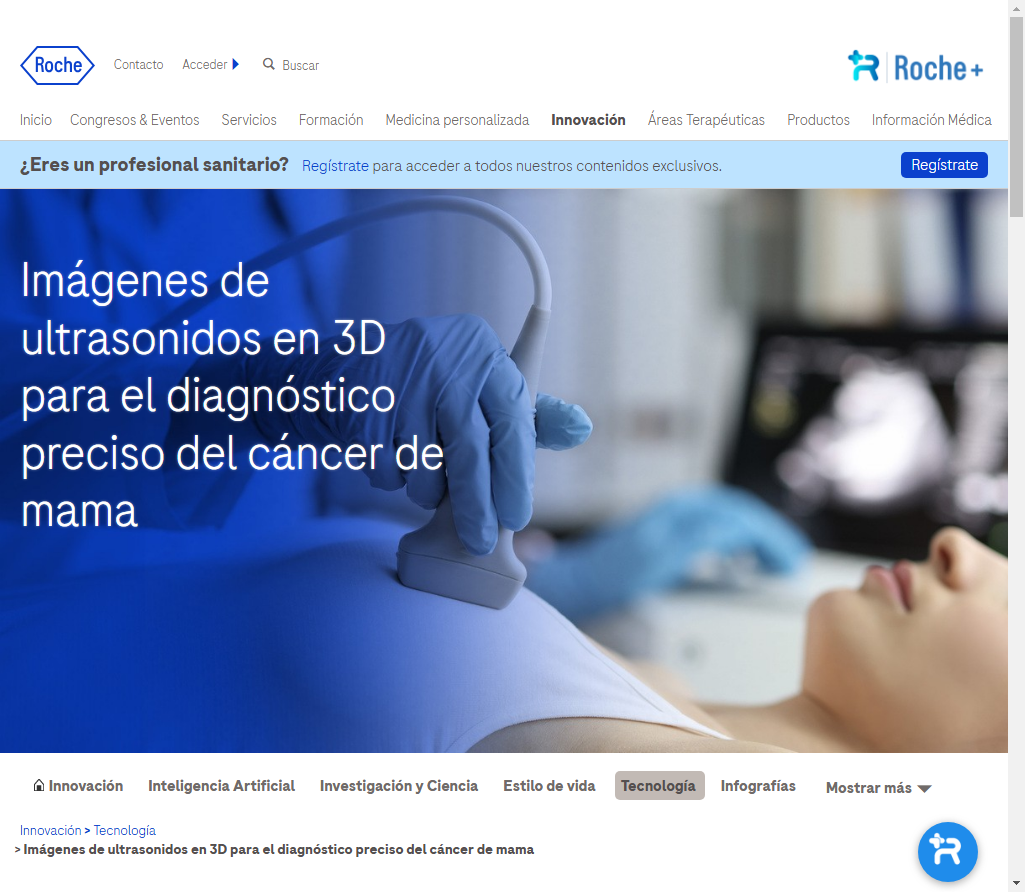 Roche
Contacto
Acceder
Buscar
Roche+
Inicio
Congresos & Eventos
Servicios
Formación
Medicina personalizada
Innovación
Áreas Terapéuticas
Productos
Información Médica
¿Eres un profesional sanitario?
Regístrate para acceder a todos nuestros contenidos exclusivos.
Regístrate
Imágenes de
ultrasonidos en 3D
para el diagnóstico
preciso del cáncer de
mama
Innovación
Inteligencia Artificial
Investigación y Ciencia
Estilo de vida
Tecnología
Infografías
Mostrar más
Innovación > Tecnología
> Imágenes de ultrasonidos en 3D para el diagnóstico preciso del cáncer de mama